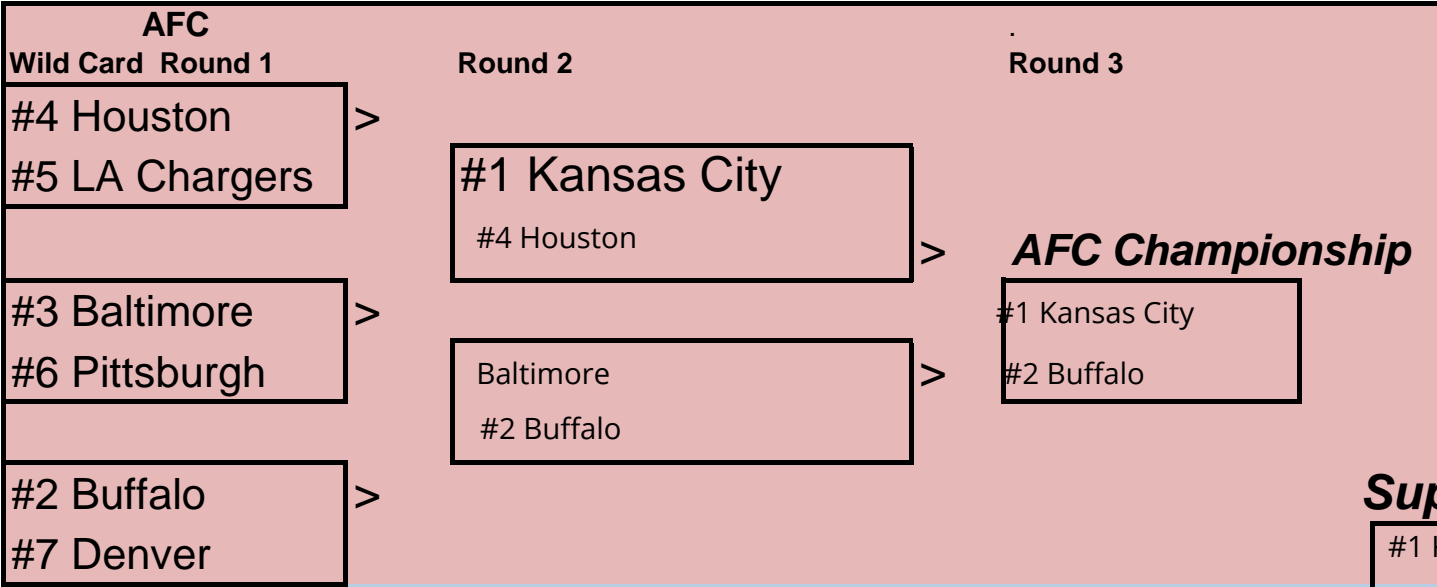 AFC
.
Wild Card Round 1
Round 2
Round 3
#4 Houston
>
#5 LA Chargers
#1 Kansas City
#4 Houston
>
AFC Championship
#3 Baltimore
>
#1 Kansas City
#6 Pittsburgh
Baltimore
>
#2 Buffalo
#2 Buffalo
#2 Buffalo
>
#7 Denver
#1